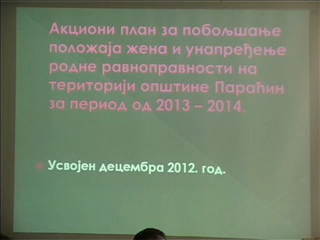 Акциони план за побољшање
положаја жена и унапређење
родне равноправности на
територији општине Параћин
за период од 2013 – 2014.
Усвојен децембра 2012. год.